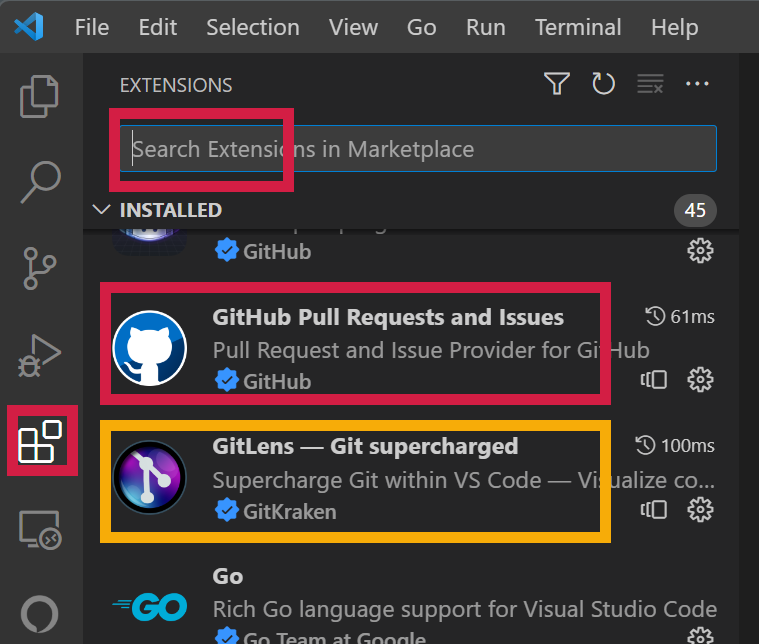 File Edit Selection View Go Run Terminal Help
EXTENSIONS
Search Extensions in Marketplace
INSTALLED 45
GitHub
GitHub Pull Requests and Issues 61ms
Pull Request and Issue Provider for GitHub
GitHub
GitLens — Git supercharged 100ms
Supercharge Git within VS Code — Visualize co...
GitKraken
Go
GO
Rich Go language support for Visual Studio Code
Go Team at Google